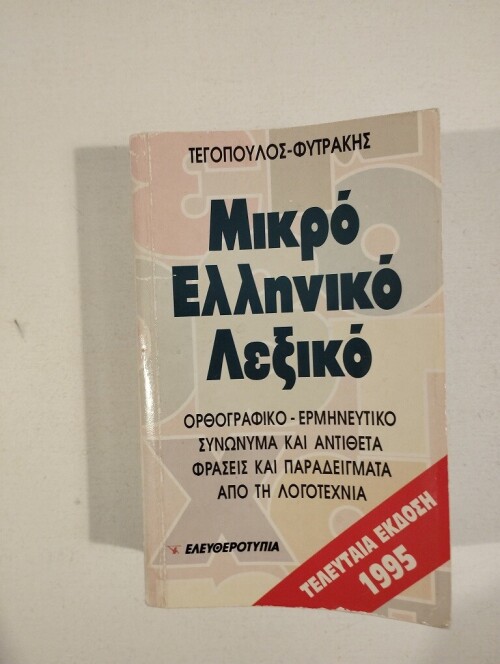 ΤΕΓΟΠΟΥΛΟΣ-ΦΥΤΡΑΚΗΣ
Μικρό
Ελληνικό
Λεξικό
ΟΡΘΟΓΡΑΦΙΚΟ - ΕΡΜΗΝΕΥΤΙΚΟ
ΣΥΝΩΝΥΜΑ ΚΑΙ ΑΝΤΙΘΕΤΑ
ΦΡΑΣΕΙΣ ΚΑΙ ΠΑΡΑΔΕΙΓΜΑΤΑ
ΑΠΟ ΤΗ ΛΟΓΟΤΕΧΝΙΑ
ΕΛΕΥΘΕΡΟΤΥΠΙΑ
ΤΕΛΕΥΤΑΙΑ ΕΚΔΟΣΗ
1995